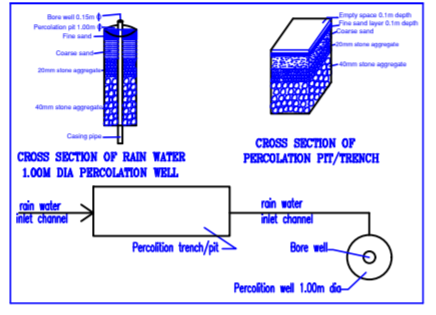 Bore well 0.15m ϕ
Percolation pit 1.00m ϕ
Fine sand
Coarse sand
20mm stone aggregate
40mm stone aggregate
Casing pipe
CROSS SECTION OF RAIN WATER
1.00M DIA PERCOLATION WELL
Empty space 0.1m depth
Fine sand layer 0.1m depth
Coarse sand
20mm stone aggregate
40mm stone aggregate
CROSS SECTION OF
PERCOLATION PIT/TRENCH
rain water
inlet channel
Percolition trench/pit
rain water
inlet channel
Bore well
Percolition well 1.00m dia